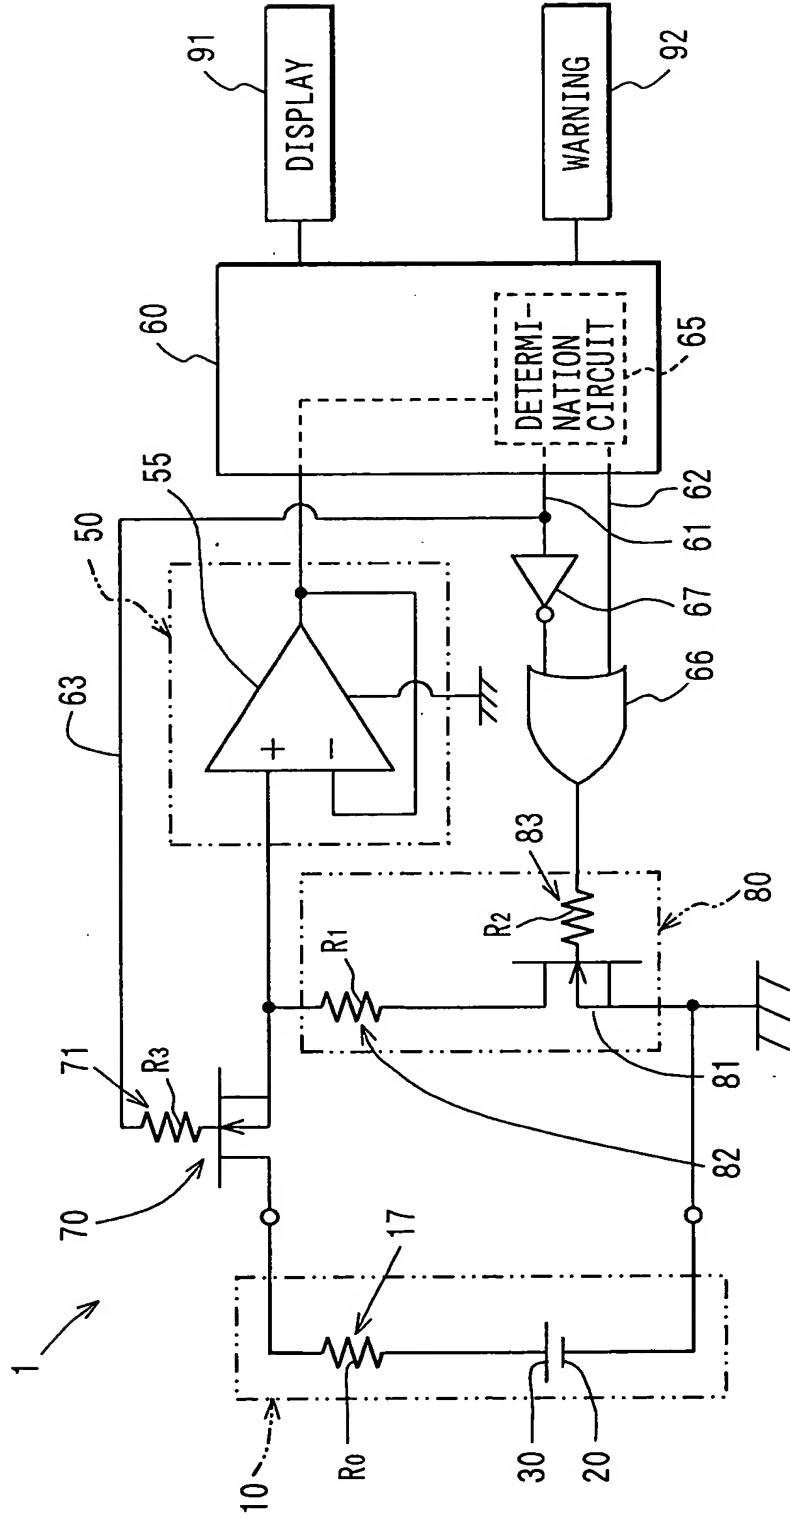 1
10
R0
17
30
20
70
71
R3
63
82
R1
81
80
R2
83
50
55
+
−
66
67
61
62
60
DETERMI-
NATION
CIRCUIT
65
91
DISPLAY
WARNING
92